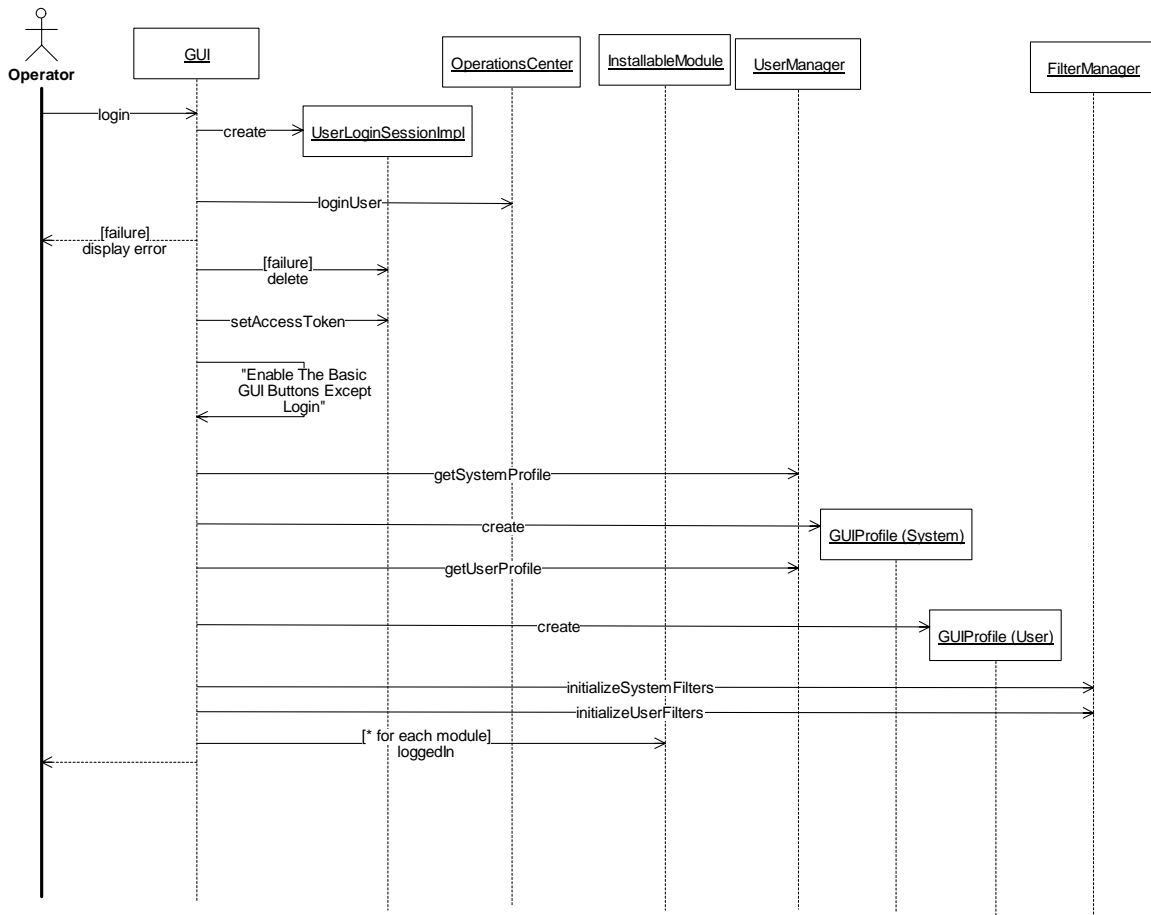 Operator
GUI
OperationsCenter
InstallableModule
UserManager
FilterManager
login
create
UserLoginSessionImpl
loginUser
[failure]
display error
[failure]
delete
setAccessToken
"Enable The Basic
GUI Buttons Except
Login"
getSystemProfile
create
GUIProfile (System)
getUserProfile
create
GUIProfile (User)
initializeSystemFilters
initializeUserFilters
[* for each module]
loggedIn